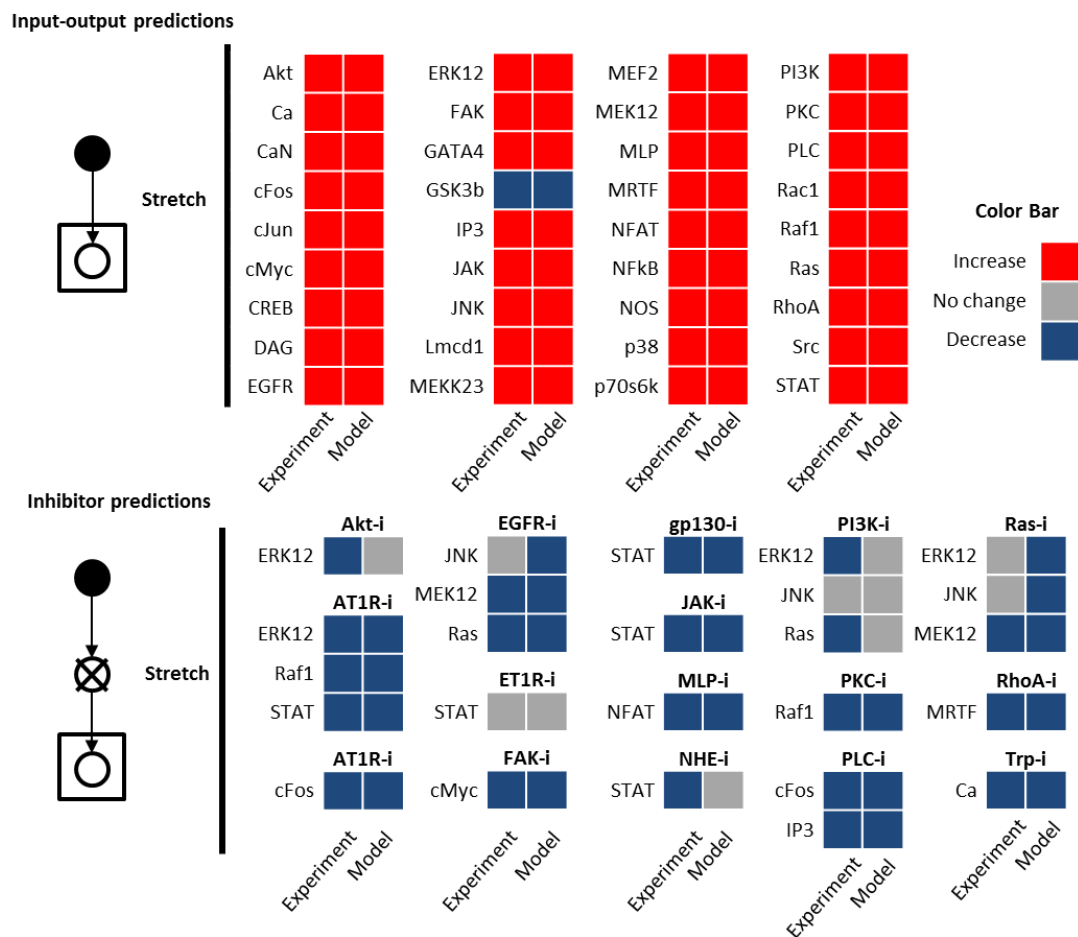 Input-output predictions
Stretch
Akt
Ca
CaN
cFos
cJun
cMyc
CREB
DAG
EGFR
ERK12
FAK
GATA4
GSK3b
IP3
JAK
JNK
Lmcd1
MEKK23
MEF2
MEK12
MLP
MRTF
NFAT
NFkB
NOS
p38
p70s6k
PI3K
PKC
PLC
Rac1
Raf1
Ras
RhoA
Src
STAT
Experiment
Model
Experiment
Model
Experiment
Model
Experiment
Model
Color Bar
Increase
No change
Decrease
Inhibitor predictions
Stretch
Akt-i
ERK12
AT1R-i
ERK12
Raf1
STAT
AT1R-i
cFos
Experiment
Model
EGFR-i
JNK
MEK12
Ras
ET1R-i
STAT
FAK-i
cMyc
Experiment
Model
gp130-i
STAT
JAK-i
STAT
MLP-i
NFAT
NHE-i
STAT
Experiment
Model
PI3K-i
ERK12
JNK
Ras
PKC-i
Raf1
PLC-i
cFos
IP3
Experiment
Model
Ras-i
ERK12
JNK
MEK12
RhoA-i
MRTF
Trp-i
Ca
Experiment
Model